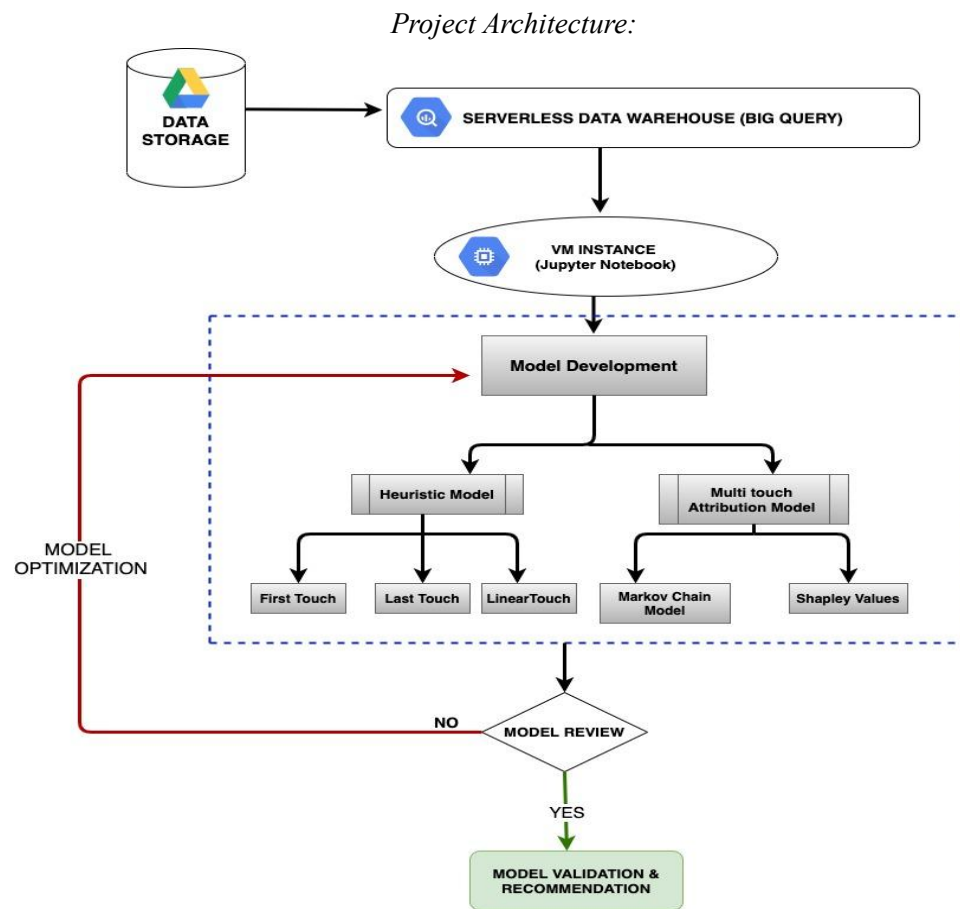 Project Architecture:
DATA
STORAGE
SERVERLESS DATA WAREHOUSE (BIG QUERY)
VM INSTANCE
(Jupyter Notebook)
Model Development
Heuristic Model
Multi touch
Attribution Model
MODEL
OPTIMIZATION
First Touch
Last Touch
LinearTouch
Markov Chain
Model
Shapley Values
NO
MODEL REVIEW
YES
MODEL VALIDATION &
RECOMMENDATION